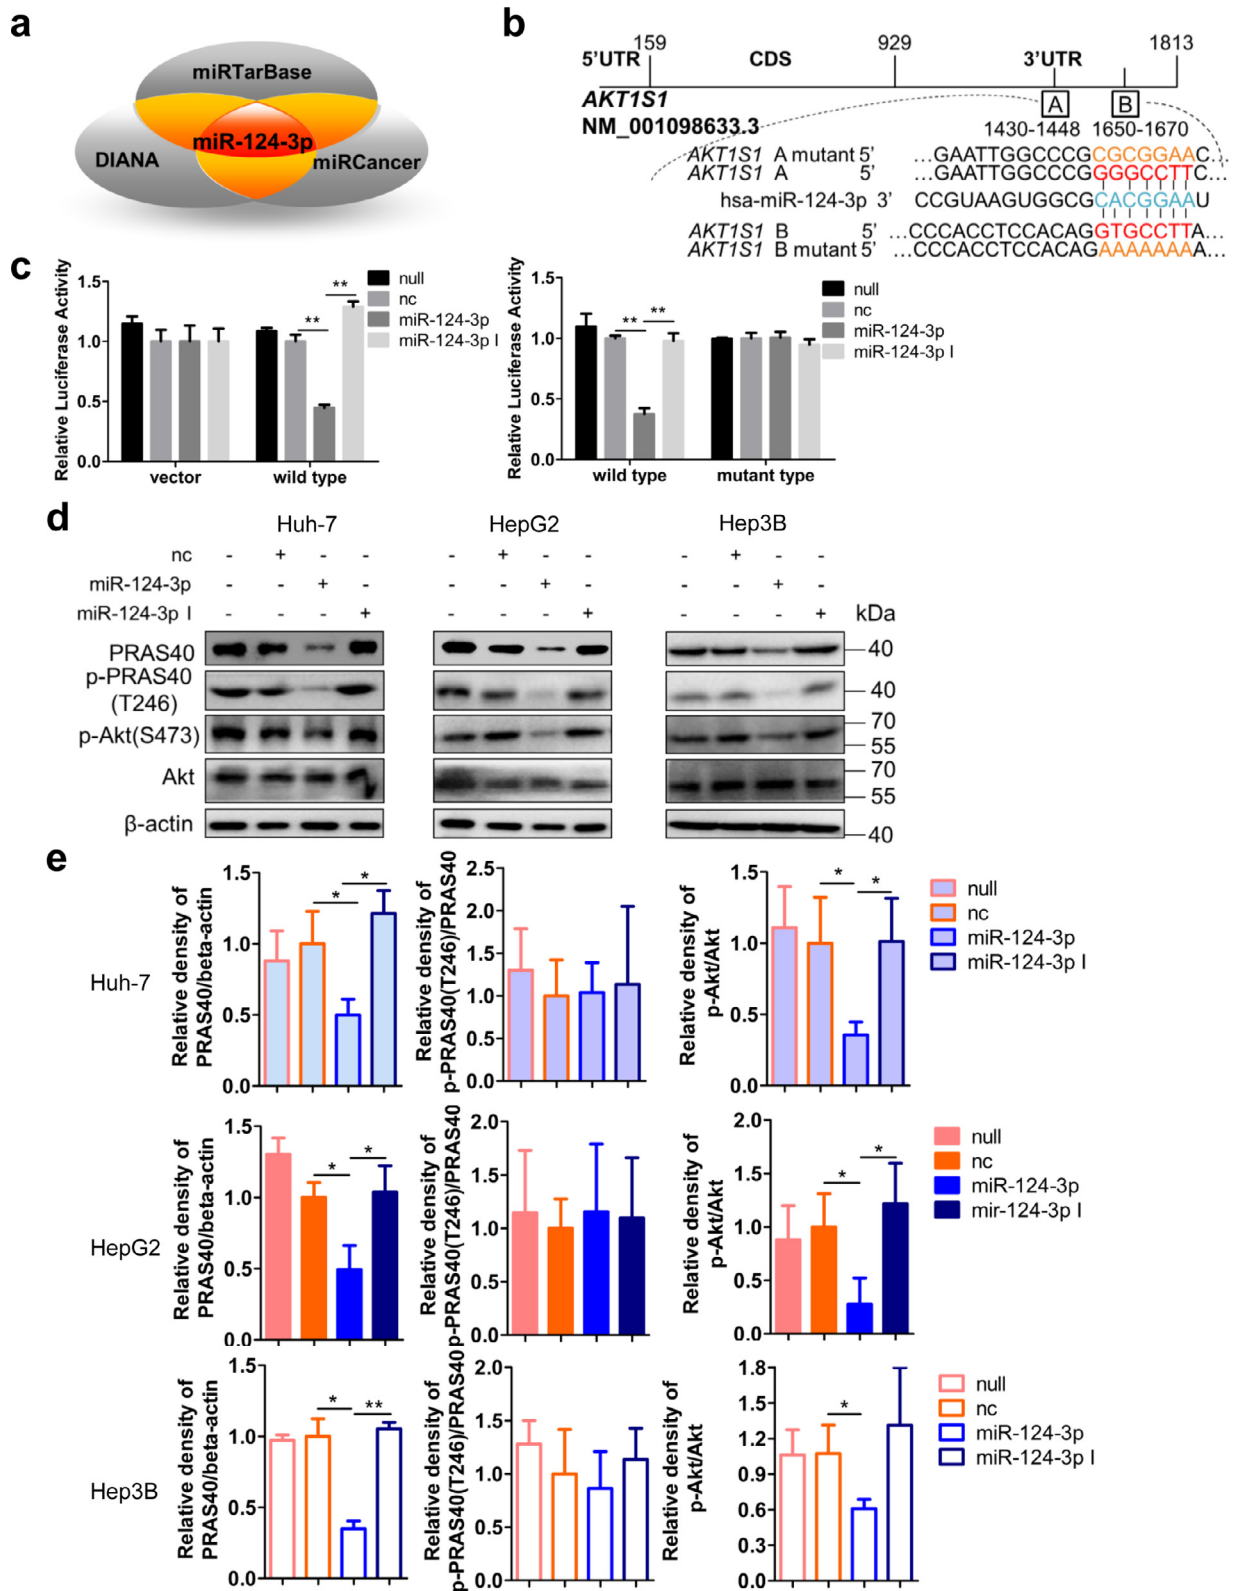 a
miRTarBase
miR-124-3p
DIANA
miRCancer
b
159
929
1813
5'UTR
CDS
3'UTR
AKT1S1
A
B
NM_001098633.3
1430-1448
1650-1670
AKT1S1 A mutant 5' ...GAATTGGCCCGCGCGGAAC...
AKT1S1 A 5' ...GAATTGGCCCGGGGCCTTC...
hsa-miR-124-3p 3' CCGUAAGUGGCGCACGGAAU
AKT1S1 B 5' ...CCCACCTCCACAGGTGCCTTA...
AKT1S1 B mutant 5' ...CCCACCTCCACAGAAAAAAAA...
c
Relative Luciferase Activity
1.5
1.0
0.5
0.0
**
**
vector
wild type
null
nc
miR-124-3p
miR-124-3p I
Relative Luciferase Activity
1.5
1.0
0.5
0.0
**
**
wild type
mutant type
null
nc
miR-124-3p
miR-124-3p I
d
Huh-7
HepG2
Hep3B
nc - + - - - + - - - + - -
miR-124-3p - - + - - - + - - - + -
miR-124-3p I - - - + - - - + - - - + kDa
PRAS40
40
p-PRAS40
(T246)
40
p-Akt(S473)
70
55
Akt
70
55
β-actin
40
e
Huh-7
Relative density of
PRAS40/beta-actin
1.5
1.0
0.5
0.0
*
*
Relative density of
p-PRAS40(T246)/PRAS40
2.5
2.0
1.5
1.0
0.5
0.0
Relative density of
p-Akt/Akt
1.5
1.0
0.5
0.0
*
*
null
nc
miR-124-3p
miR-124-3p I
HepG2
Relative density of
PRAS40/beta-actin
1.5
1.0
0.5
0.0
*
*
Relative density of
p-PRAS40(T246)/PRAS40
2.0
1.5
1.0
0.5
0.0
Relative density of
p-Akt/Akt
2.0
1.5
1.0
0.5
0.0
*
*
null
nc
miR-124-3p
mir-124-3p I
Hep3B
Relative density of
PRAS40/beta-actin
1.5
1.0
0.5
0.0
*
**
Relative density of
p-PRAS40(T246)/PRAS40
2.0
1.5
1.0
0.5
0.0
Relative density of
p-Akt/Akt
1.8
1.5
1.2
0.9
0.6
0.3
0.0
*
null
nc
miR-124-3p
miR-124-3p I